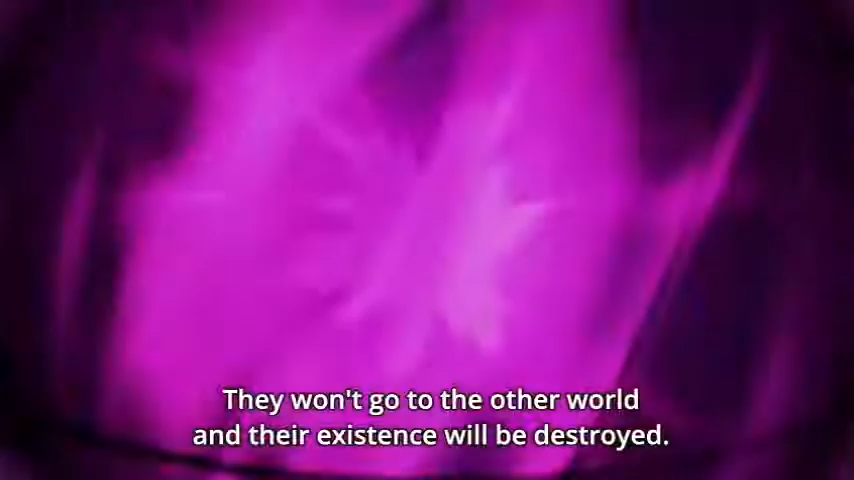 They won't go to the other world
and their existence will be destroyed.